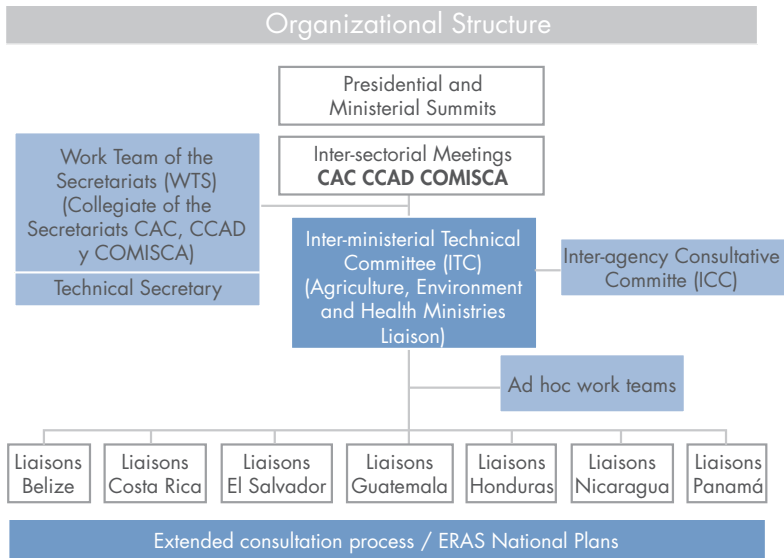 Organizational Structure
Presidential and
Ministerial Summits
Inter-sectorial Meetings
CAC CCAD COMISCA
Work Team of the
Secretariats (WTS)
(Collegiate of the
Secretariats CAC, CCAD
y COMISCA)
Technical Secretary
Inter-ministerial Technical
Committee (ITC)
(Agriculture, Environment
and Health Ministries
Liaison)
Inter-agency Consultative
Committe (ICC)
Ad hoc work teams
Liaisons
Belize
Liaisons
Costa Rica
Liaisons
El Salvador
Liaisons
Guatemala
Liaisons
Honduras
Liaisons
Nicaragua
Liaisons
Panamá
Extended consultation process / ERAS National Plans